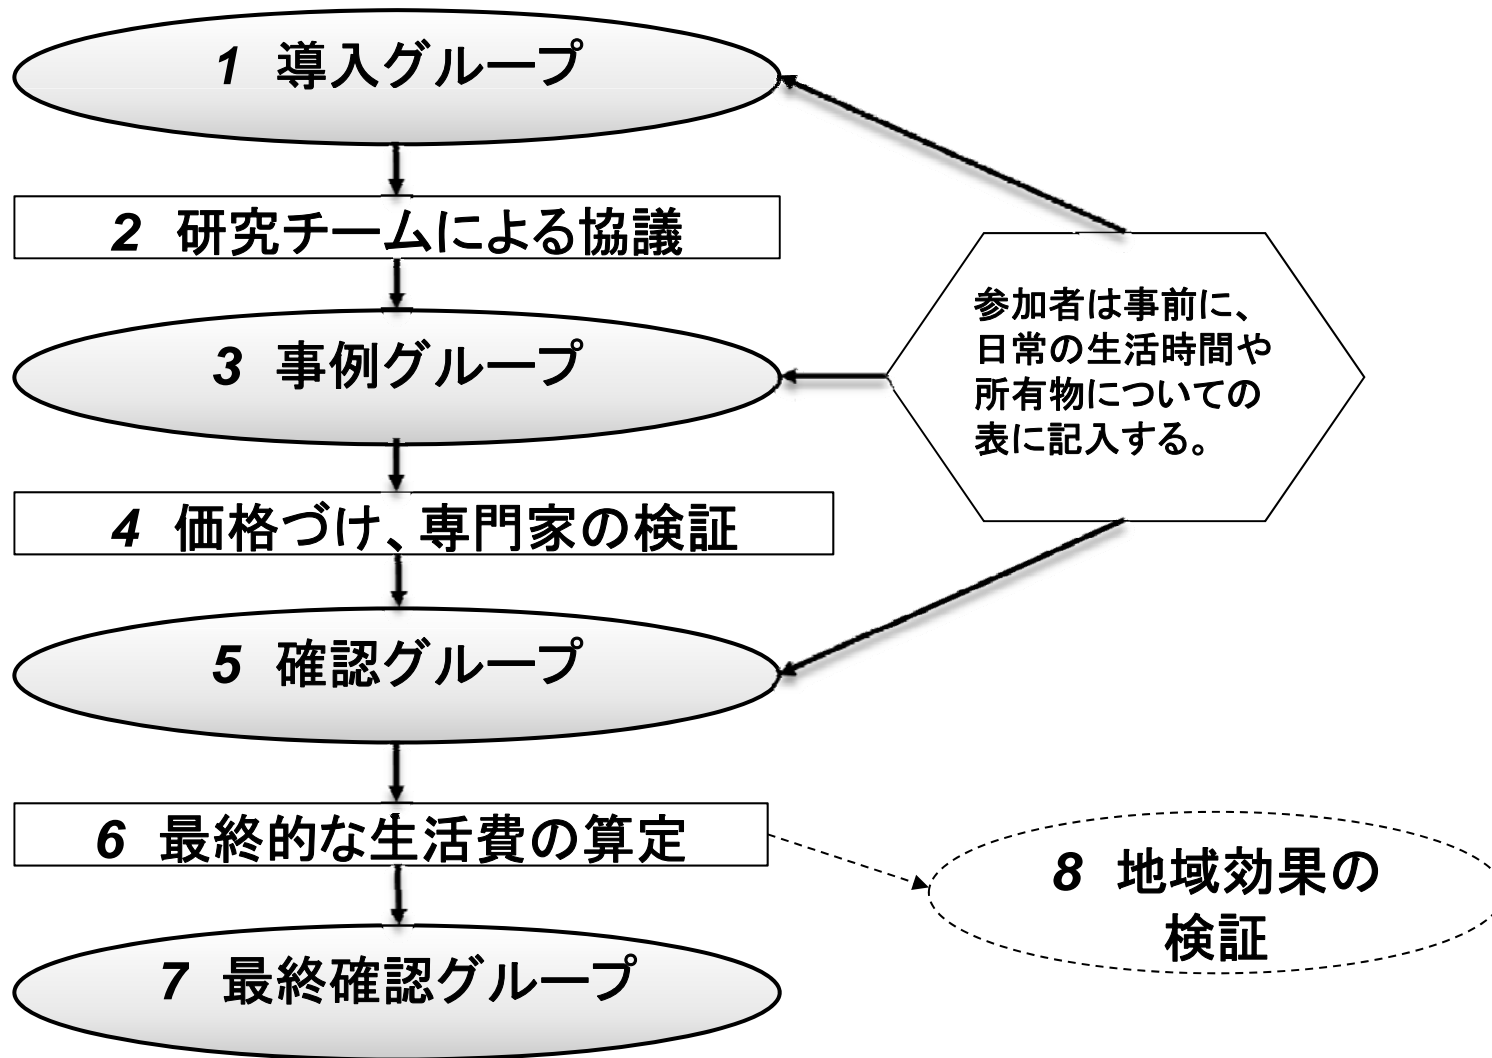 1 導入グループ
2 研究チームによる協議
3 事例グループ
参加者は事前に、
日常の生活時間や
所有物についての
表に記入する。
4 価格づけ、専門家の検証
5 確認グループ
6 最終的な生活費の算定
8 地域効果の
検証
7 最終確認グループ